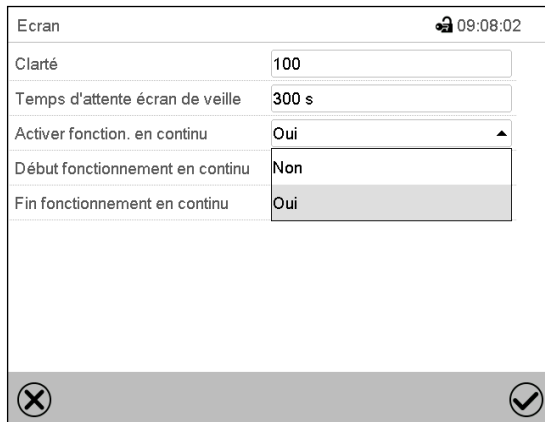 Ecran 09:08:02
Clarté 100
Temps d'attente écran de veille 300 s
Activer fonction. en continu Oui
Début fonctionnement en continu Non
Fin fonctionnement en continu Oui